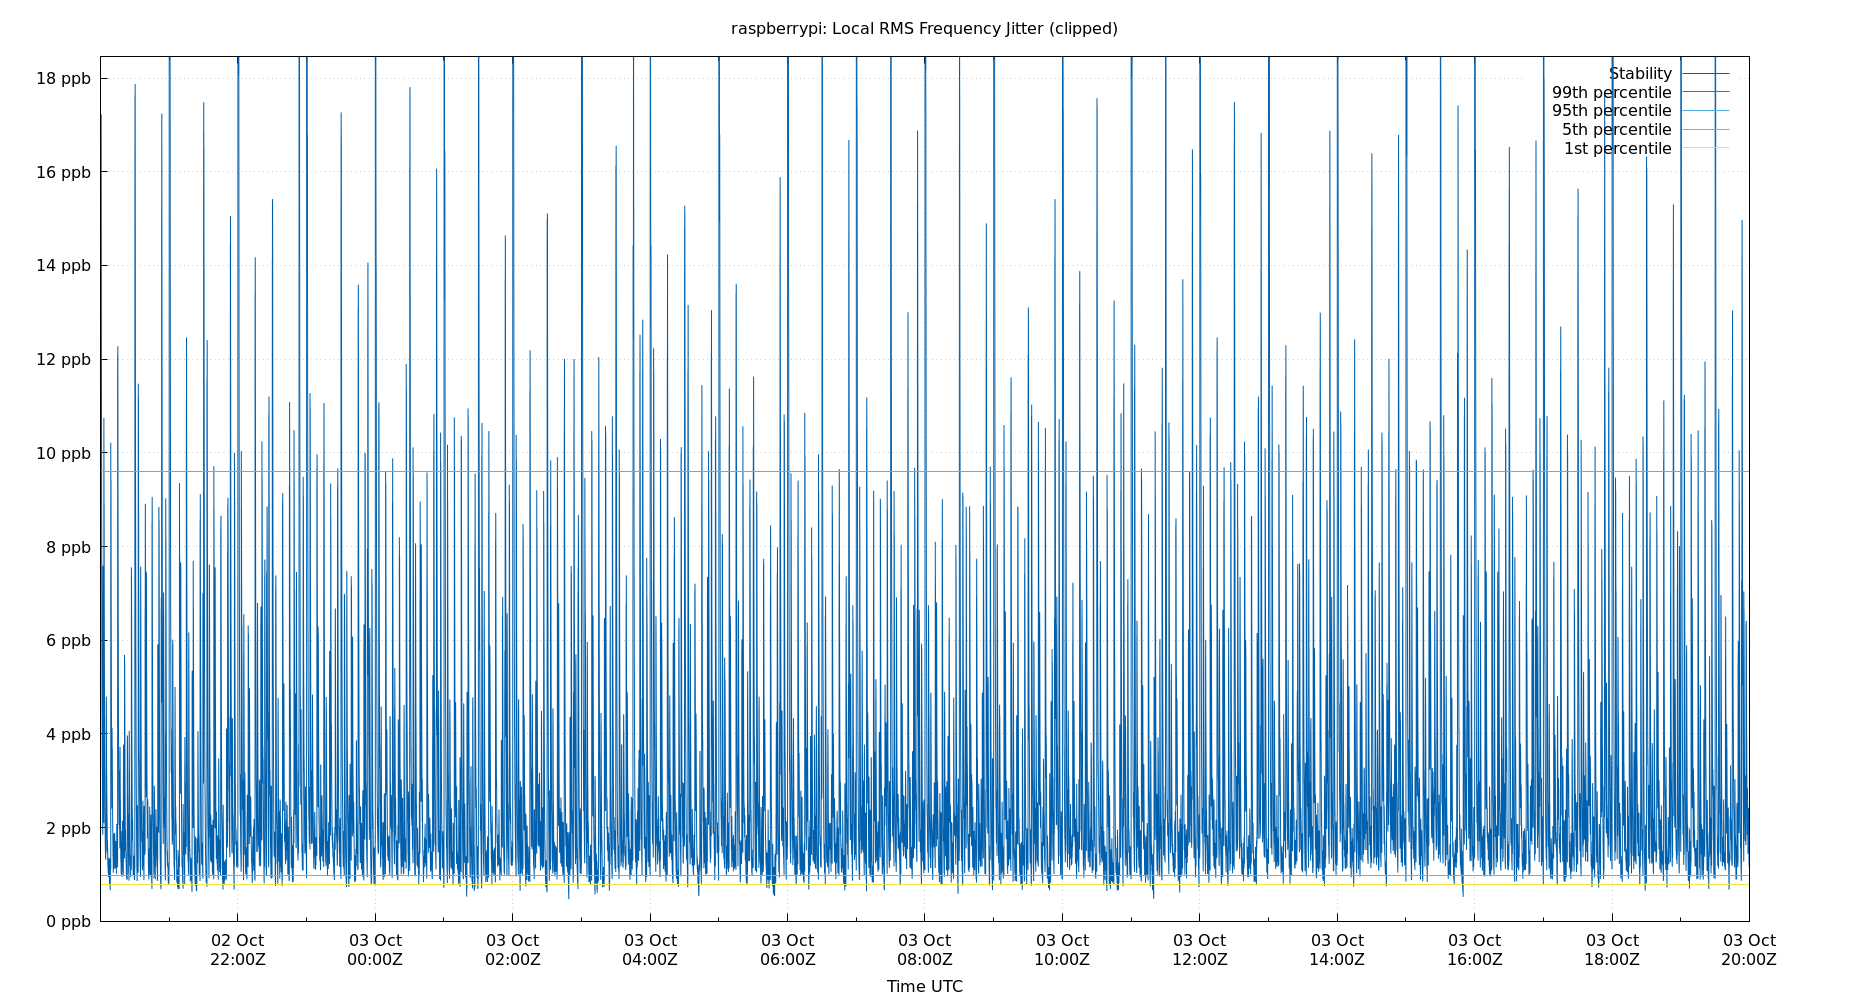 raspberrypi: Local RMS Frequency Jitter (clipped)
18 ppb
16 ppb
14 ppb
12 ppb
10 ppb
8 ppb
6 ppb
4 ppb
2 ppb
0 ppb
Stability
99th percentile
95th percentile
5th percentile
1st percentile
02 Oct 03 Oct 03 Oct 03 Oct 03 Oct 03 Oct 03 Oct 03 Oct 03 Oct 03 Oct 03 Oct 03 Oct
22:00Z 00:00Z 02:00Z 04:00Z 06:00Z 08:00Z 10:00Z 12:00Z 14:00Z 16:00Z 18:00Z 20:00Z
Time UTC